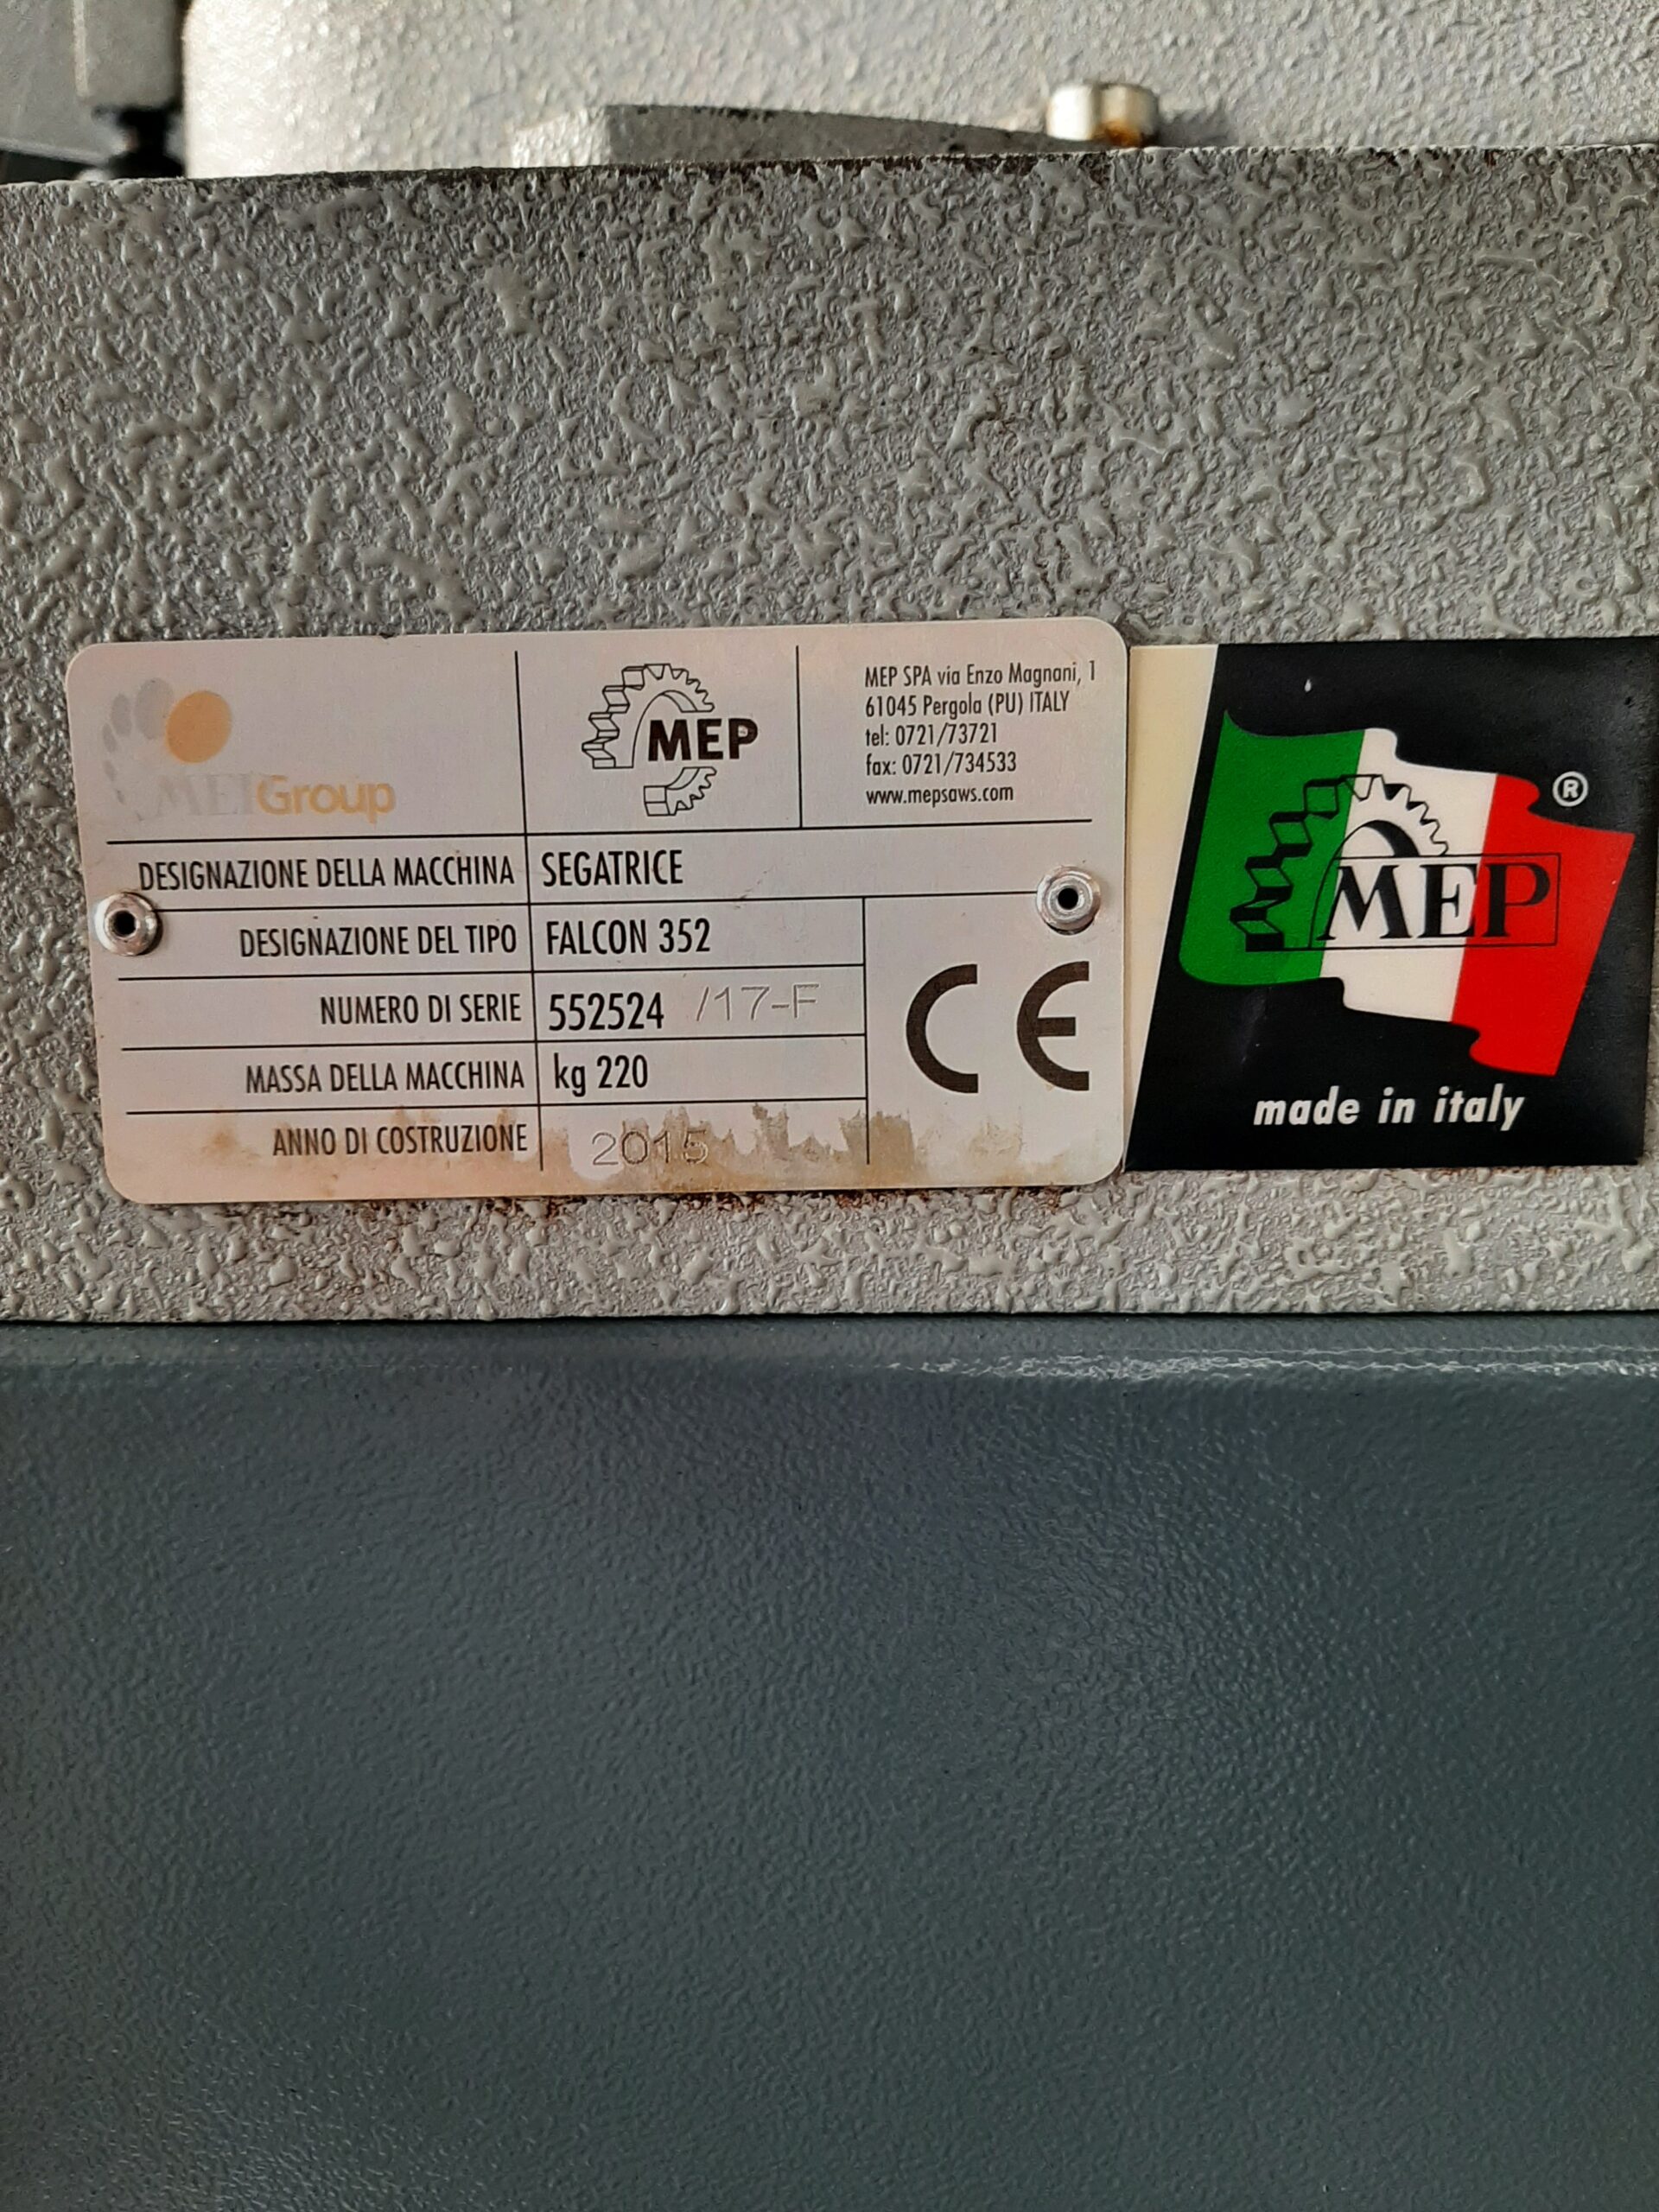 MEP Group
MEP
MEP SPA via Enzo Magnani, 1
61045 Pergola (PU) ITALY
tel: 0721/73721
fax: 0721/734533
www.mepsaws.com
DESIGNAZIONE DELLA MACCHINA SEGATRICE
DESIGNAZIONE DEL TIPO FALCON 352
NUMERO DI SERIE 552524 /17-F
MASSA DELLA MACCHINA kg 220
ANNO DI COSTRUZIONE 2015
CE
MEP ®
made in italy